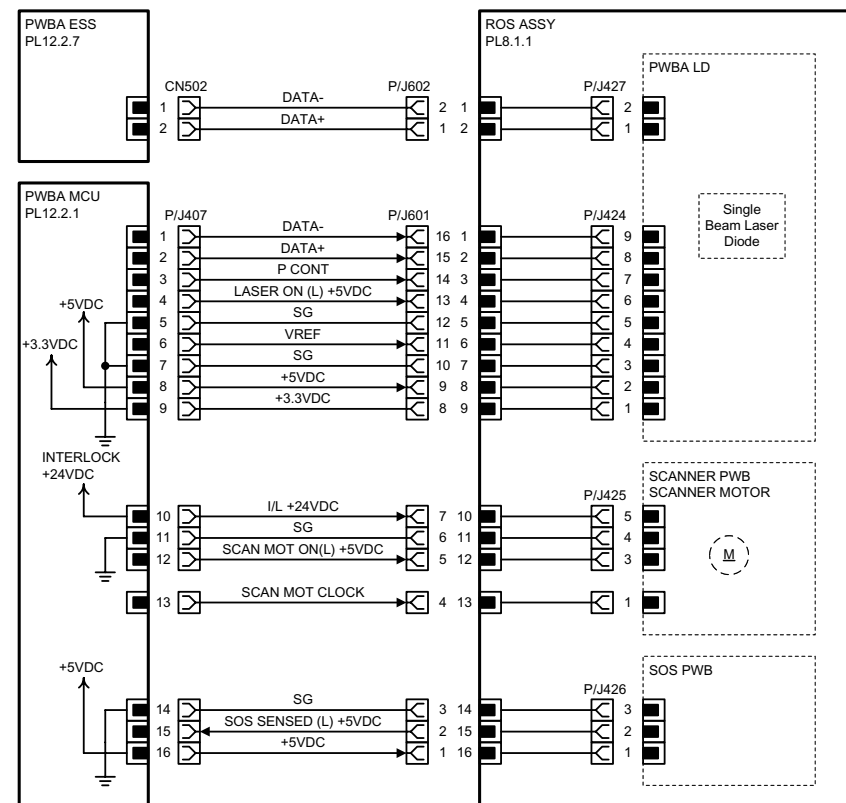 PWBA ESS
PL12.2.7
ROS ASSY
PL8.1.1
PWBA LD
CN502 P/J602 P/J427
1 DATA- 2 1 2
2 DATA+ 1 2 1
PWBA MCU
PL12.2.1
Single
Beam Laser
Diode
P/J407 P/J601 P/J424
1 DATA- 16 1 9
2 DATA+ 15 2 8
3 P CONT 14 3 7
4 LASER ON (L) +5VDC 13 4 6
+5VDC
5 SG 12 5 5
+3.3VDC
6 VREF 11 6 4
7 SG 10 7 3
8 +5VDC 9 8 2
9 +3.3VDC 8 9 1
INTERLOCK
+24VDC
SCANNER PWB
SCANNER MOTOR
P/J425
10 I/L +24VDC 7 10 5
11 SG 6 11 4
12 SCAN MOT ON(L) +5VDC 5 12 3
M
13 SCAN MOT CLOCK 4 13 1
+5VDC
SOS PWB
P/J426
14 SG 3 14 3
15 SOS SENSED (L) +5VDC 2 15 2
16 +5VDC 1 16 1